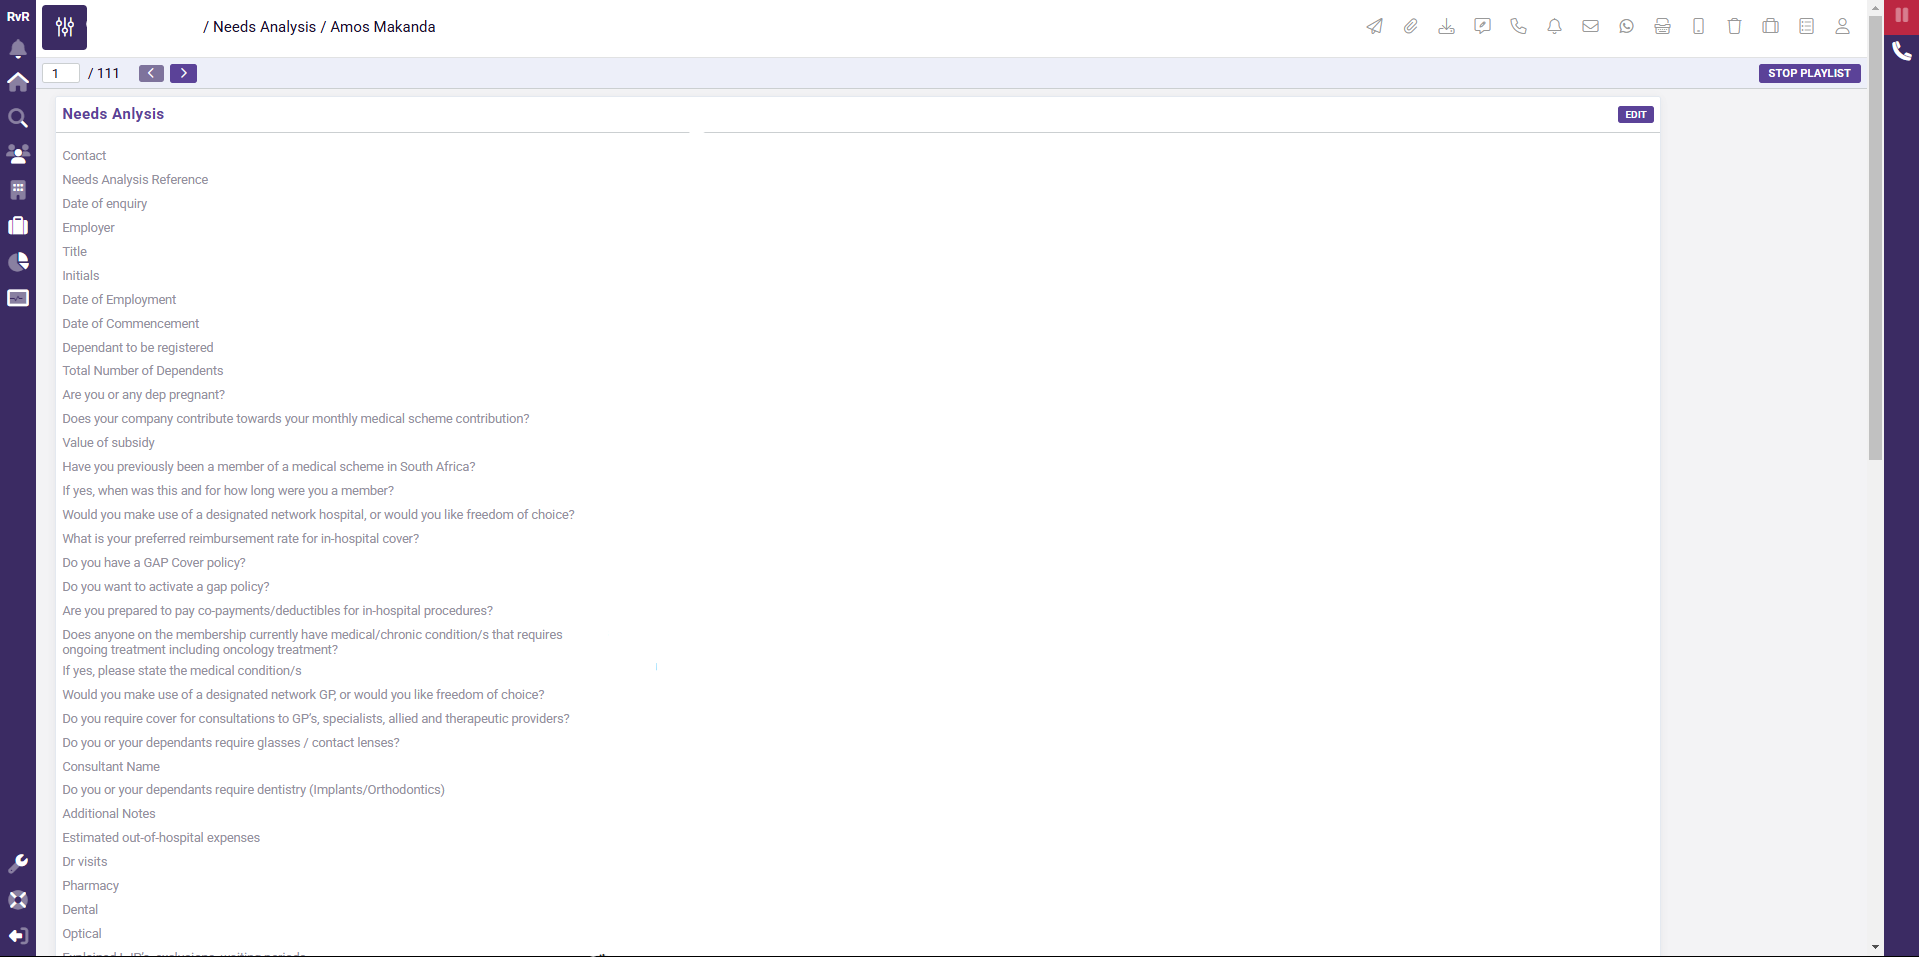 RvR
/ Needs Analysis / Amos Makanda
1 / 111
STOP PLAYLIST
Needs Anlysis
EDIT
Contact
Needs Analysis Reference
Date of enquiry
Employer
Title
Initials
Date of Employment
Date of Commencement
Dependant to be registered
Total Number of Dependents
Are you or any dep pregnant?
Does your company contribute towards your monthly medical scheme contribution?
Value of subsidy
Have you previously been a member of a medical scheme in South Africa?
If yes, when was this and for how long were you a member?
Would you make use of a designated network hospital, or would you like freedom of choice?
What is your preferred reimbursement rate for in-hospital cover?
Do you have a GAP Cover policy?
Do you want to activate a gap policy?
Are you prepared to pay co-payments/deductibles for in-hospital procedures?
Does anyone on the membership currently have medical/chronic condition/s that requires
ongoing treatment including oncology treatment?
If yes, please state the medical condition/s
Would you make use of a designated network GP, or would you like freedom of choice?
Do you require cover for consultations to GP's, specialists, allied and therapeutic providers?
Do you or your dependants require glasses / contact lenses?
Consultant Name
Do you or your dependants require dentistry (Implants/Orthodontics)
Additional Notes
Estimated out-of-hospital expenses
Dr visits
Pharmacy
Dental
Optical